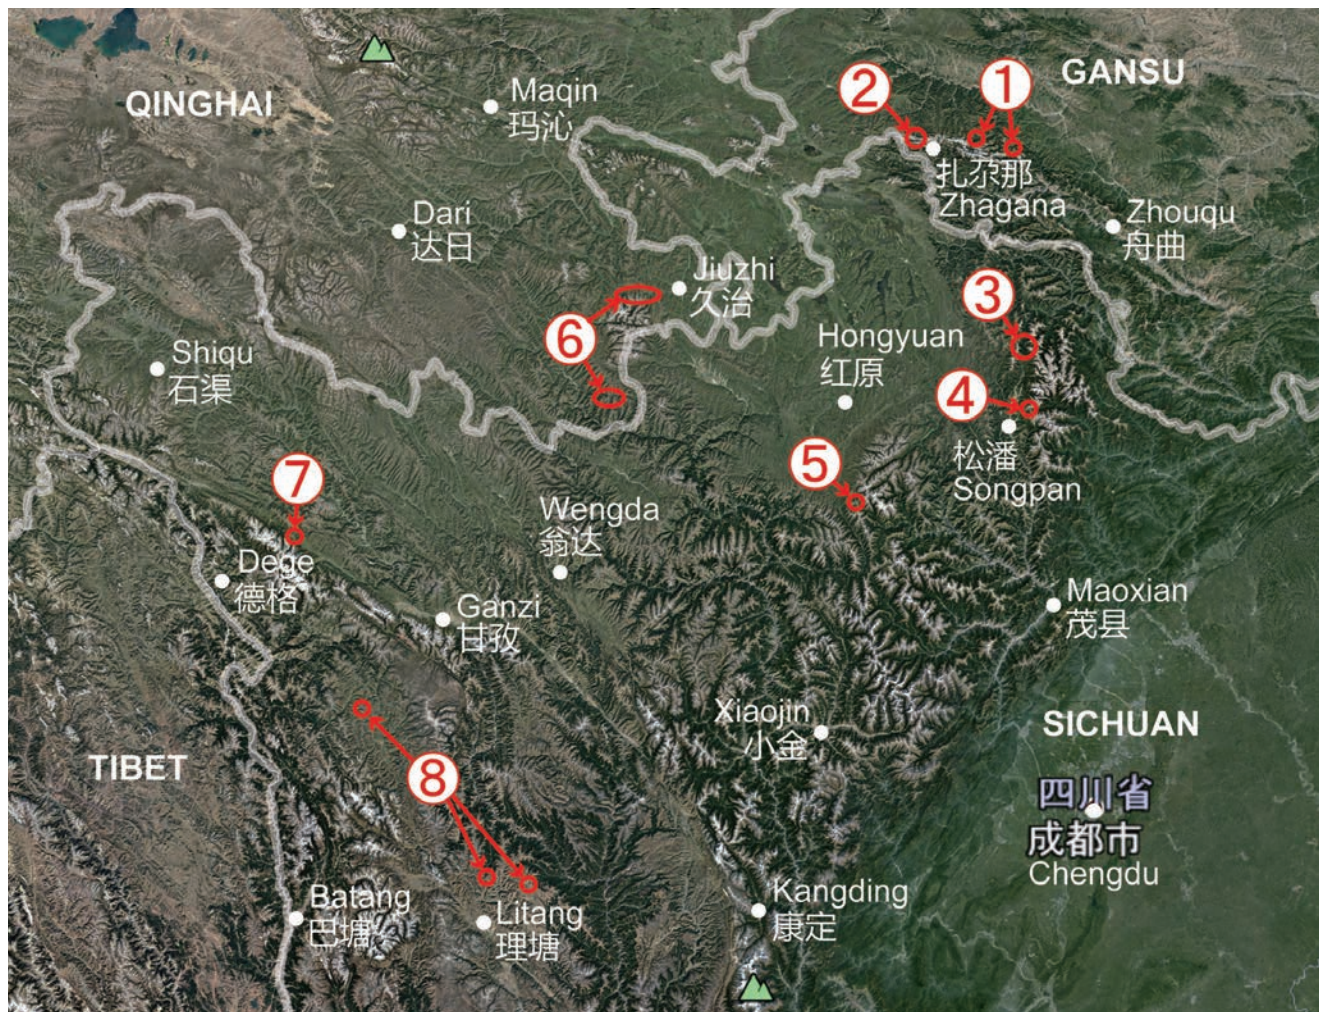 GANSU
QINGHAI
Maqin
玛沁
2
1
扎尕那
Zhagana
Dari
达日
Zhouqu
舟曲
Jiuzhi
久治
3
6
Hongyuan
红原
Shiqu
石渠
4
松潘
Songpan
5
7
Wengda
翁达
Dege
德格
Ganzi
甘孜
Maoxian
茂县
Xiaojin
小金
SICHUAN
TIBET
8
四川省
成都市
Chengdu
Batang
巴塘
Litang
理塘
Kangding
康定